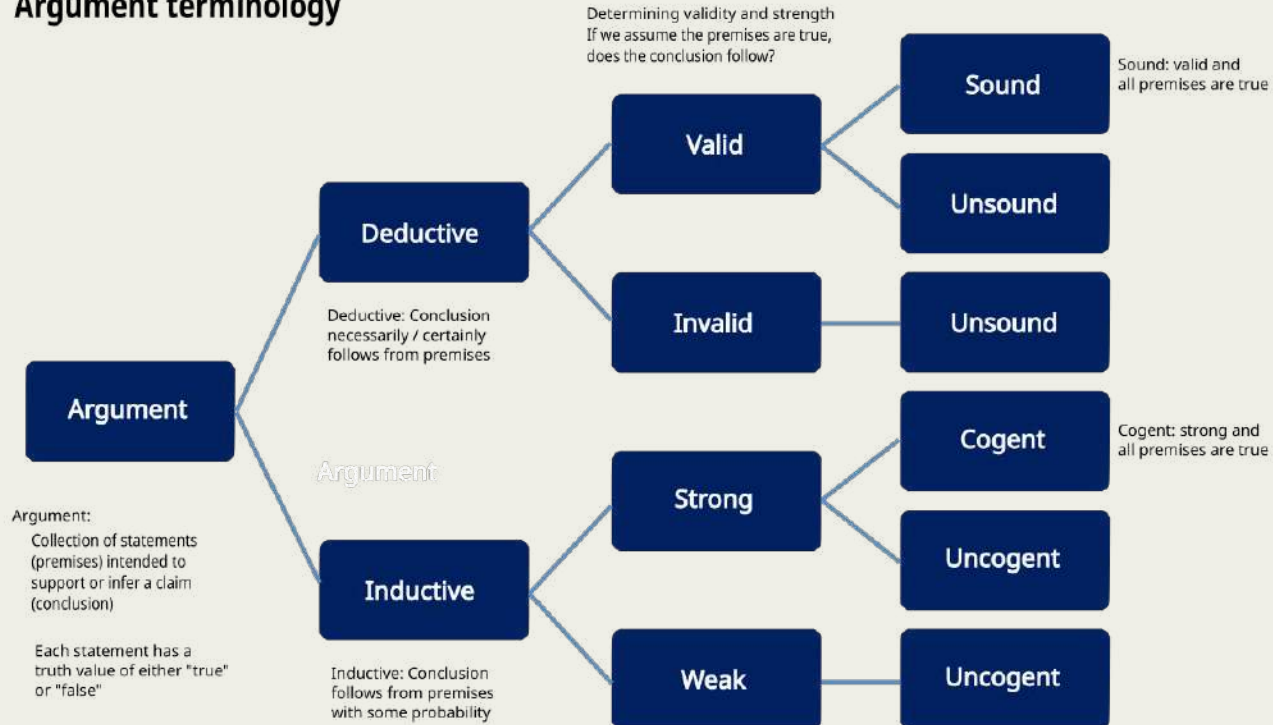 Argument terminology
Determining validity and strength
If we assume the premises are true,
does the conclusion follow?
Sound
Sound: valid and
all premises are true
Valid
Unsound
Deductive
Deductive: Conclusion
necessarily / certainly
follows from premises
Invalid
Unsound
Argument
Argument
Argument:
Collection of statements
(premises) intended to
support or infer a claim
(conclusion)
Each statement has a
truth value of either "true"
or "false"
Cogent
Cogent: strong and
all premises are true
Strong
Uncogent
Inductive
Inductive: Conclusion
follows from premises
with some probability
Weak
Uncogent